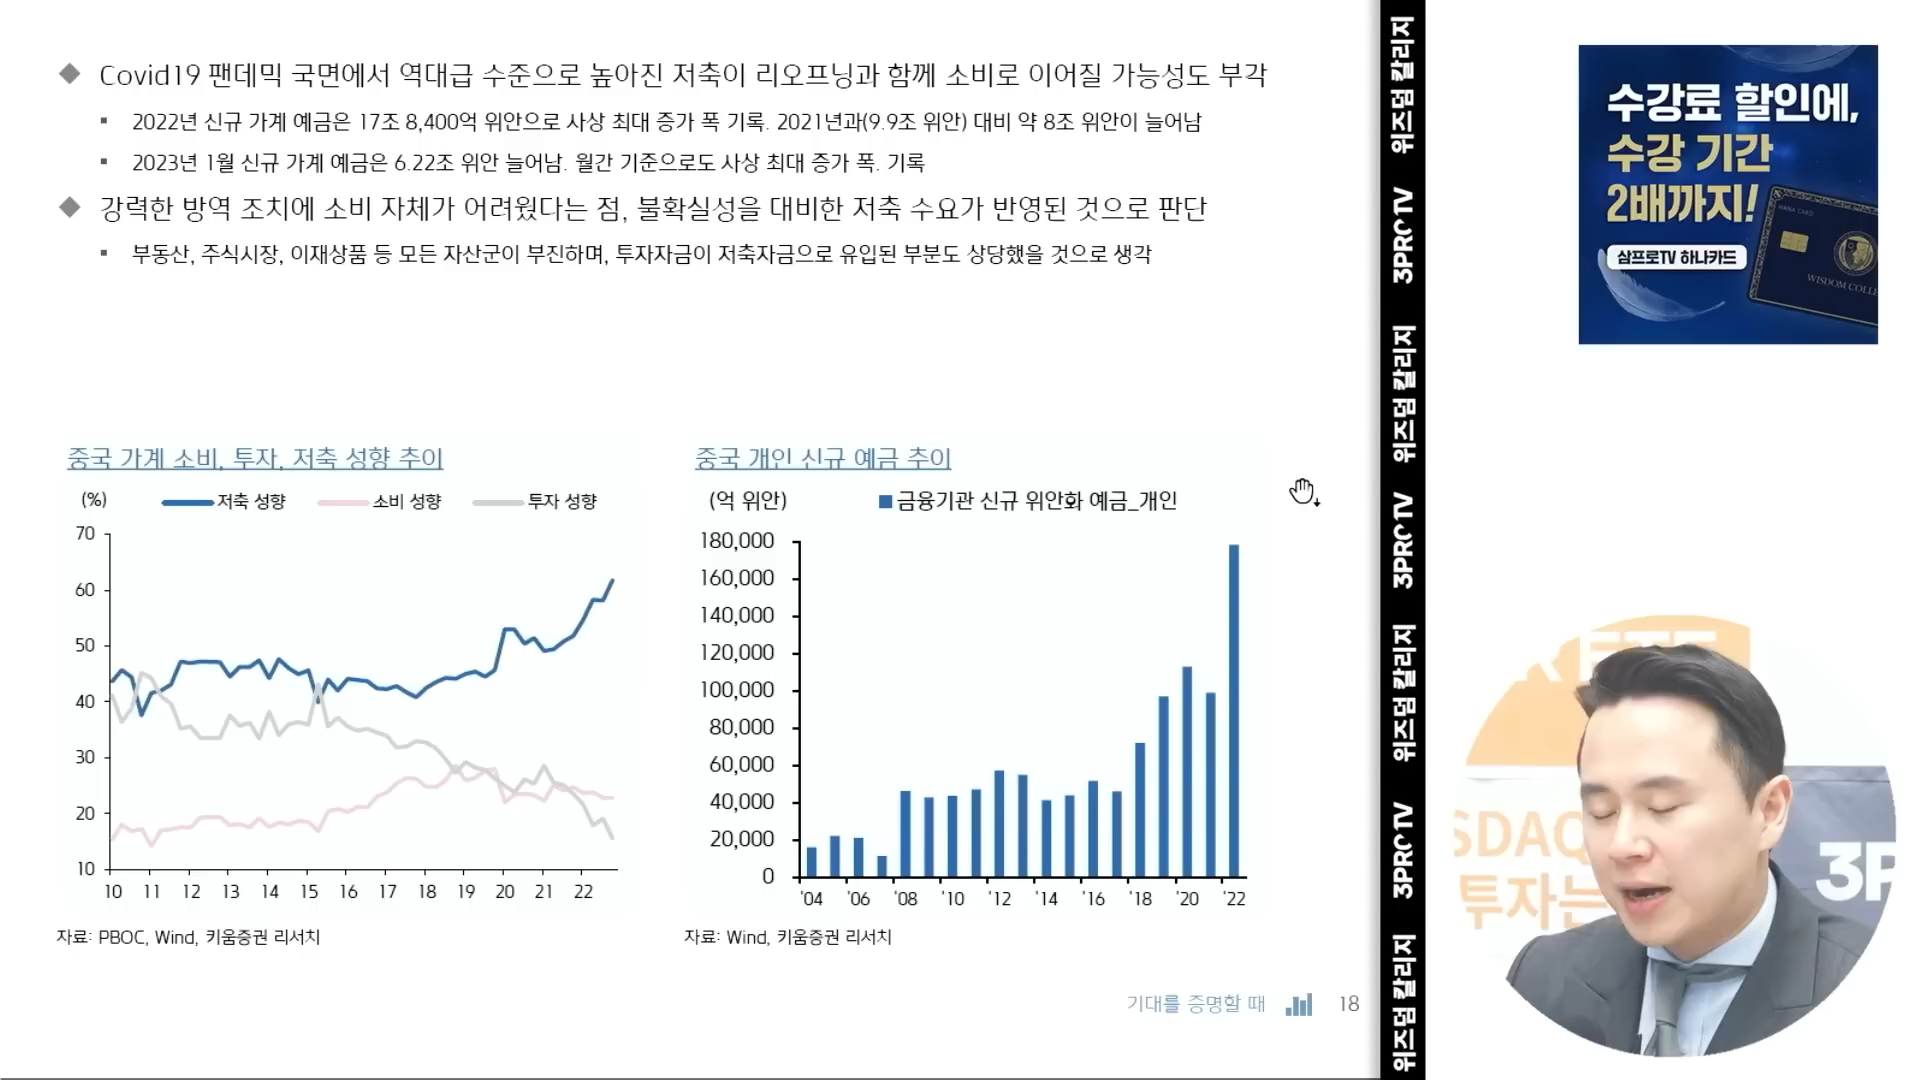 Covid19 팬데믹 국면에서 역대급 수준으로 높아진 저축이 리오프닝과 함께 소비로 이어질 가능성도 부각
2022년 신규 가계 예금은 17조 8,400억 위안으로 사상 최대 증가 폭 기록. 2021년과(9.9조 위안) 대비 약 8조 위안이 늘어남
2023년 1월 신규 가계 예금은 6.22조 위안 늘어남. 월간 기준으로도 사상 최대 증가 폭. 기록
강력한 방역 조치에 소비 자체가 어려웠다는 점, 불확실성을 대비한 저축 수요가 반영된 것으로 판단
부동산, 주식시장, 이재상품 등 모든 자산군이 부진하며, 투자자금이 저축자금으로 유입된 부분도 상당했을 것으로 생각
중국 가계 소비, 투자, 저축 성향 추이
(%)
저축 성향
소비 성향
투자 성향
70
60
50
40
30
20
10
10 11 12 13 14 15 16 17 18 19 20 21 22
자료: PBOC, Wind, 키움증권 리서치
중국 개인 신규 예금 추이
(억 위안)
금융기관 신규 위안화 예금_개인
180,000
160,000
140,000
120,000
100,000
80,000
60,000
40,000
20,000
0
'04 '06 '08 '10 '12 '14 '16 '18 '20 '22
자료: Wind, 키움증권 리서치
기대를 증명할 때
18
위즈덤 칼리지
3PROTV
위즈덤 칼리지
3PROTV
위즈덤 칼리지
3PROTV
위즈덤 칼리지
수강료 할인에,
수강 기간
2배까지!
삼프로TV 하나카드
HANA CARD
WISDOM COLL
SDAQ
투자는
3P